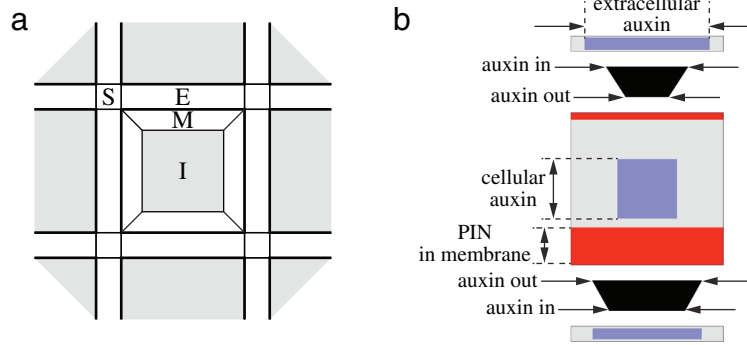 a
S
E
M
I
b
extracellular
auxin
auxin in
auxin out
cellular
auxin
PIN
in membrane
auxin out
auxin in